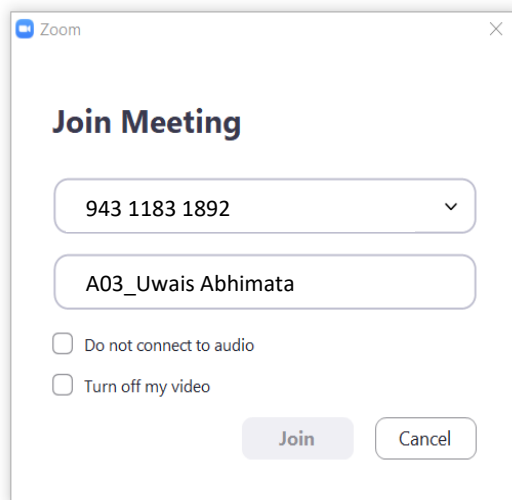 Zoom
Join Meeting
943 1183 1892
A03_Uwais Abhimata
Do not connect to audio
Turn off my video
Join Cancel